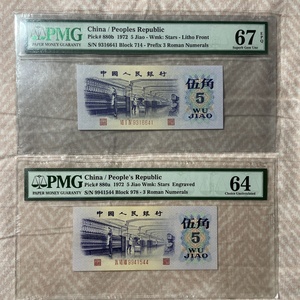 PMG
PAPER MONEY GUARANTY
China / Peoples Republic
Pick# 880b 1972 5 Jiao - Wmk: Stars - Litho Front
S/N 0316641 Block 714 - Prefix 3 Roman Numerals
67 EPQ
Superb Gem Unc
中国人民银行
伍角
5
WU
JIAO
PMG
PAPER MONEY GUARANTY
China / People's Republic
Pick# 880a 1972 5 Jiao Wmk: Stars Engraved
S/N 9941544 Block 978 - 3 Roman Numerals
64
Choice Uncirculated
中国人民银行
伍角
5
WU
JIAO